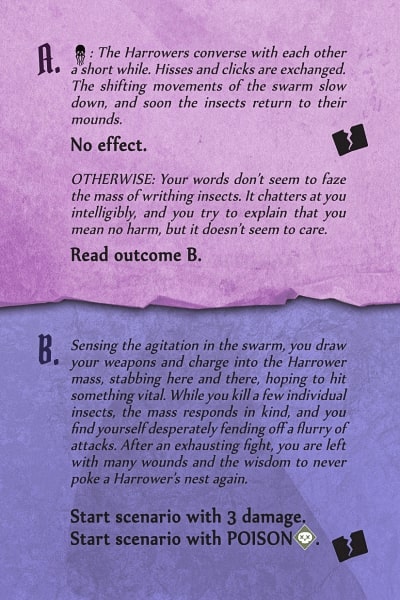 A. : The Harrowers converse with each other
a short while. Hisses and clicks are exchanged.
The shifting movements of the swarm slow
down, and soon the insects return to their
mounds.
No effect.
OTHERWISE: Your words don't seem to faze
the mass of writhing insects. It chatters at you
intelligibly, and you try to explain that you
mean no harm, but it doesn't seem to care.
Read outcome B.
B. Sensing the agitation in the swarm, you draw
your weapons and charge into the Harrower
mass, stabbing here and there, hoping to hit
something vital. While you kill a few individual
insects, the mass responds in kind, and you
find yourself desperately fending off a flurry of
attacks. After an exhausting fight, you are left
with many wounds and the wisdom to never
poke a Harrower's nest again.
Start scenario with 3 damage.
Start scenario with POISON.